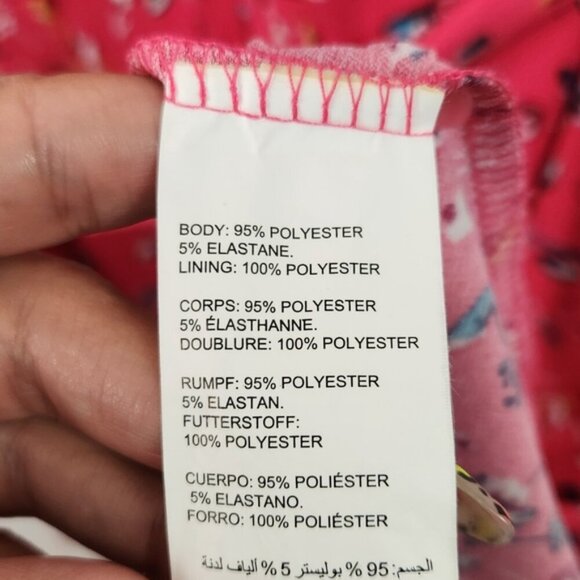 BODY: 95% POLYESTER
5% ELASTANE.
LINING: 100% POLYESTER
CORPS: 95% POLYESTER
5% ÉLASTHANNE.
DOUBLURE: 100% POLYESTER
RUMPF: 95% POLYESTER
5% ELASTAN.
FUTTERSTOFF:
100% POLYESTER
CUERPO: 95% POLIÉSTER
5% ELASTANO.
FORRO: 100% POLIÉSTER
الجسم: 95 % بوليستر 5 % ألياف لدنة